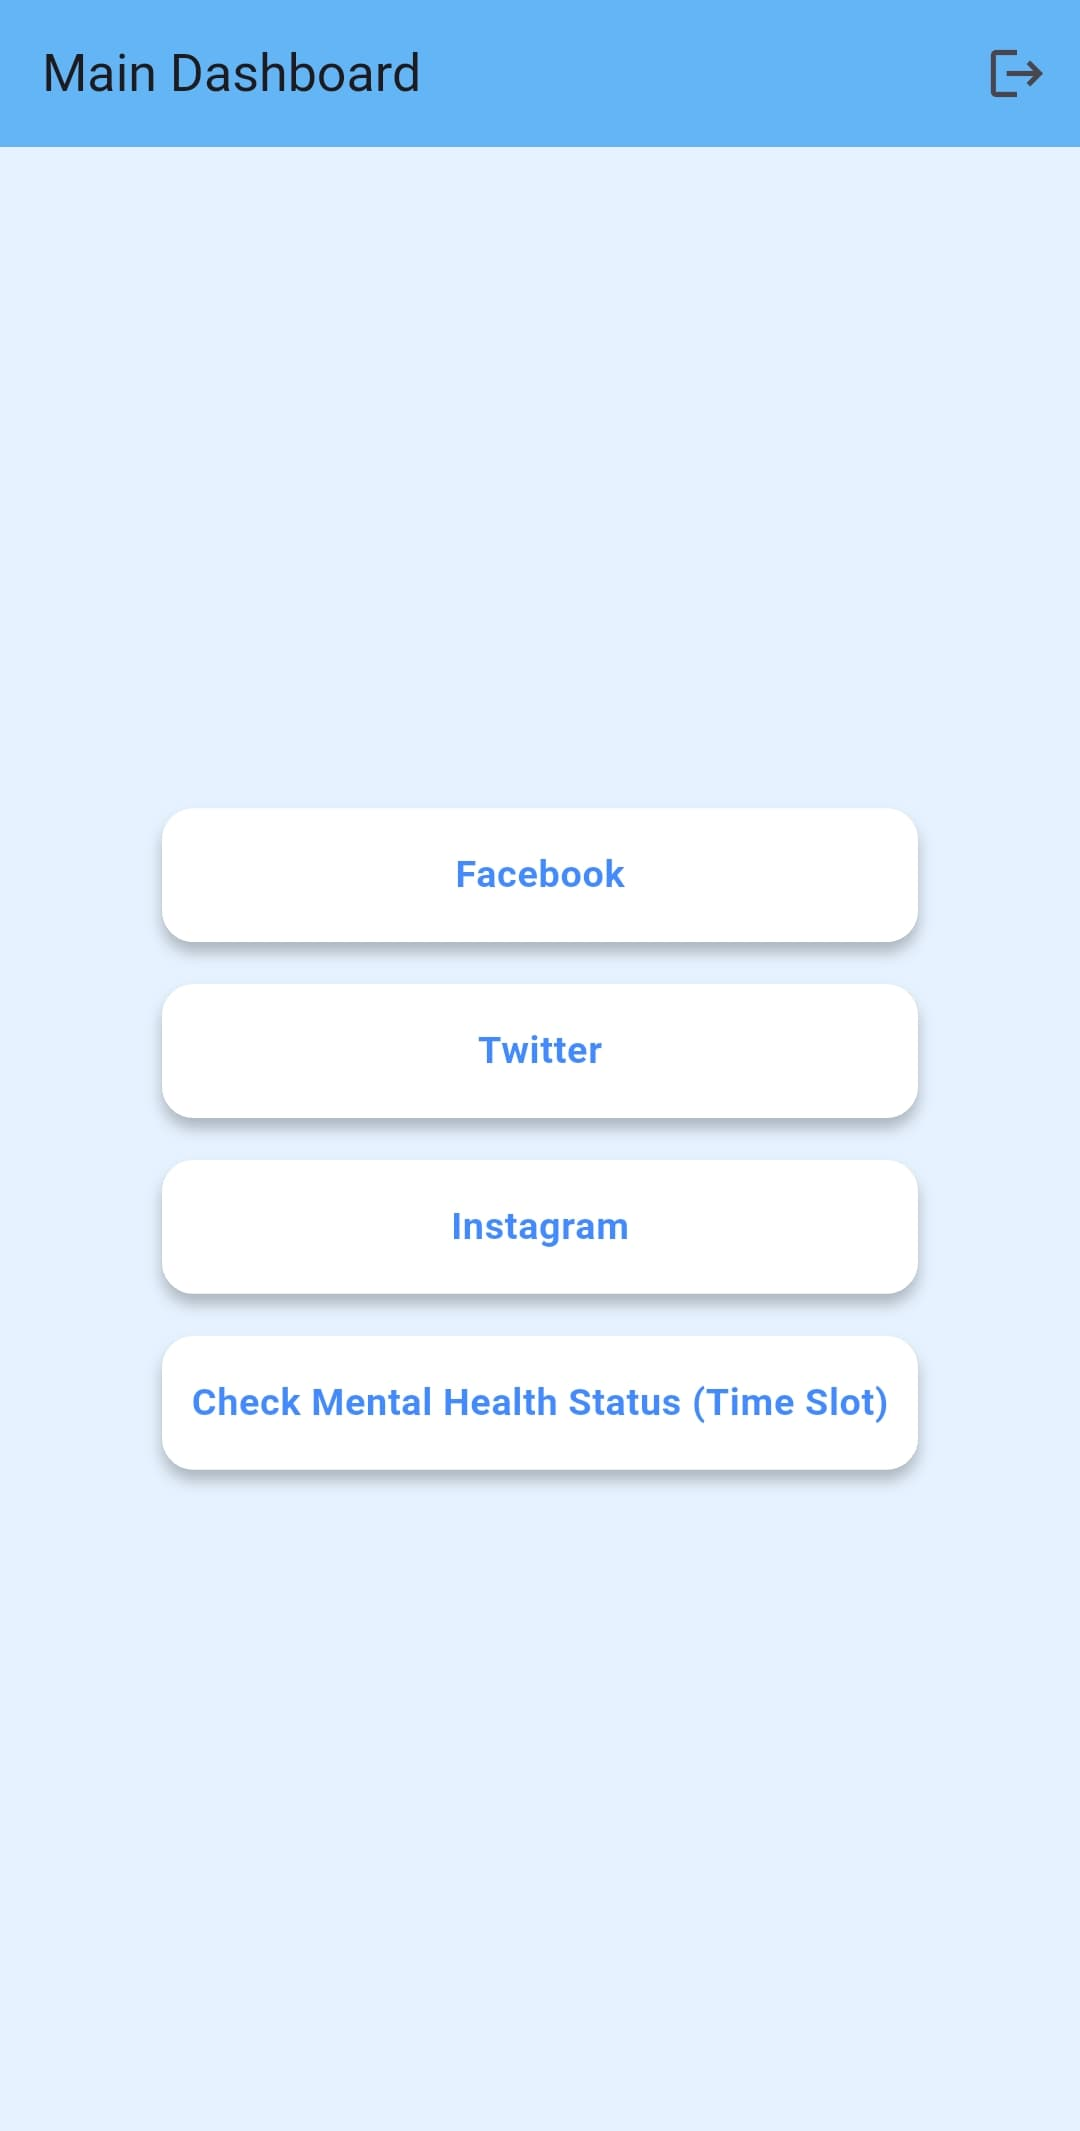 Main Dashboard
Facebook
Twitter
Instagram
Check Mental Health Status (Time Slot)